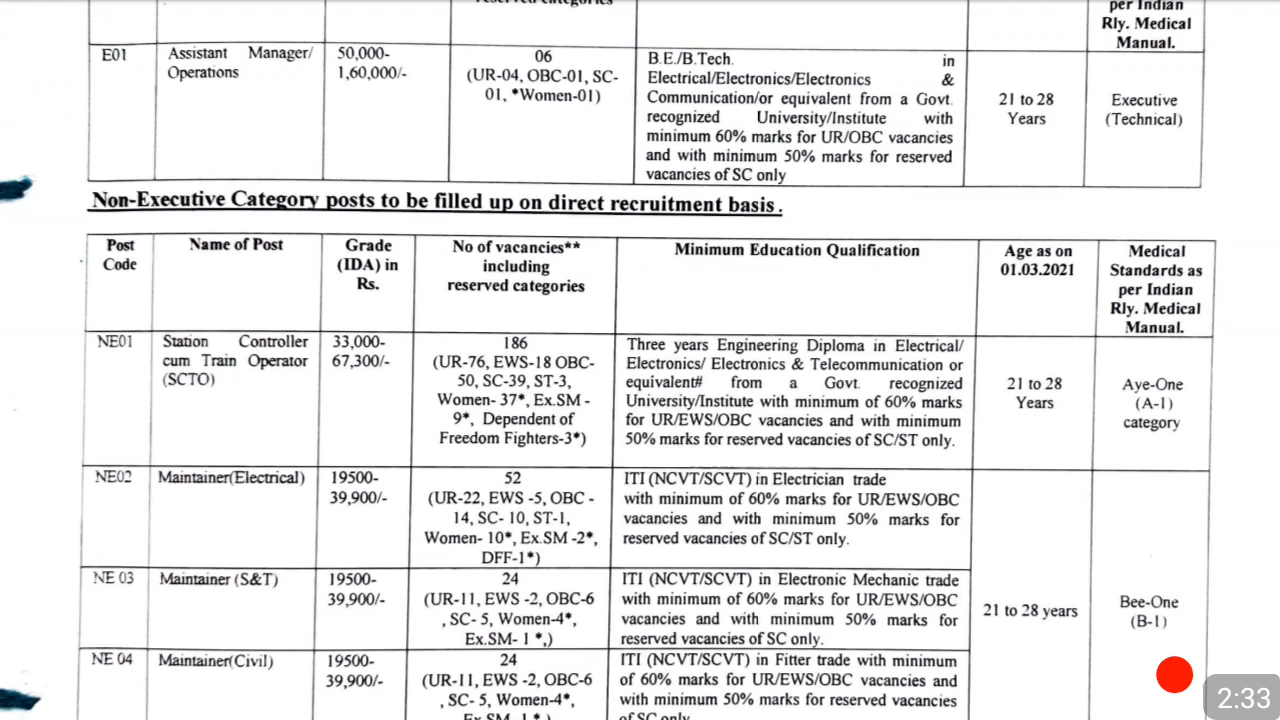 reserved categories
per Indian
Rly. Medical
Manual.
E01
Assistant Manager/
Operations
50,000-
1,60,000/-
06
(UR-04, OBC-01, SC-
01, *Women-01)
B.E./B.Tech. in
Electrical/Electronics/Electronics &
Communication/or equivalent from a Govt.
recognized University/Institute with
minimum 60% marks for UR/OBC vacancies
and with minimum 50% marks for reserved
vacancies of SC only
21 to 28
Years
Executive
(Technical)
Non-Executive Category posts to be filled up on direct recruitment basis.
Post
Code
Name of Post
Grade
(IDA) in
Rs.
No of vacancies**
including
reserved categories
Minimum Education Qualification
Age as on
01.03.2021
Medical
Standards as
per Indian
Rly. Medical
Manual.
NE01
Station Controller
cum Train Operator
(SCTO)
33,000-
67,300/-
186
(UR-76, EWS-18 OBC-
50, SC-39, ST-3,
Women- 37*, Ex.SM -
9*, Dependent of
Freedom Fighters-3*)
Three years Engineering Diploma in Electrical/
Electronics/ Electronics & Telecommunication or
equivalent# from a Govt. recognized
University/Institute with minimum of 60% marks
for UR/EWS/OBC vacancies and with minimum
50% marks for reserved vacancies of SC/ST only.
21 to 28
Years
Aye-One
(A-1)
category
NE02
Maintainer(Electrical)
19500-
39,900/-
52
(UR-22, EWS -5, OBC -
14, SC- 10, ST-1,
Women- 10*, Ex.SM -2*,
DFF-1*)
ITI (NCVT/SCVT) in Electrician trade
with minimum of 60% marks for UR/EWS/OBC
vacancies and with minimum 50% marks for
reserved vacancies of SC/ST only.
NE 03
Maintainer (S&T)
19500-
39,900/-
24
(UR-11, EWS -2, OBC-6
, SC- 5, Women-4*,
Ex.SM- 1 *,)
ITI (NCVT/SCVT) in Electronic Mechanic trade
with minimum of 60% marks for UR/EWS/OBC
vacancies and with minimum 50% marks for
reserved vacancies of SC only.
21 to 28 years
Bee-One
(B-1)
NE 04
Maintainer(Civil)
19500-
39,900/-
24
(UR-11, EWS -2, OBC-6
, SC- 5, Women-4*,
Ex.SM- 1 * )
ITI (NCVT/SCVT) in Fitter trade with minimum
of 60% marks for UR/EWS/OBC vacancies and
with minimum 50% marks for reserved vacancies
of SC only
2:33